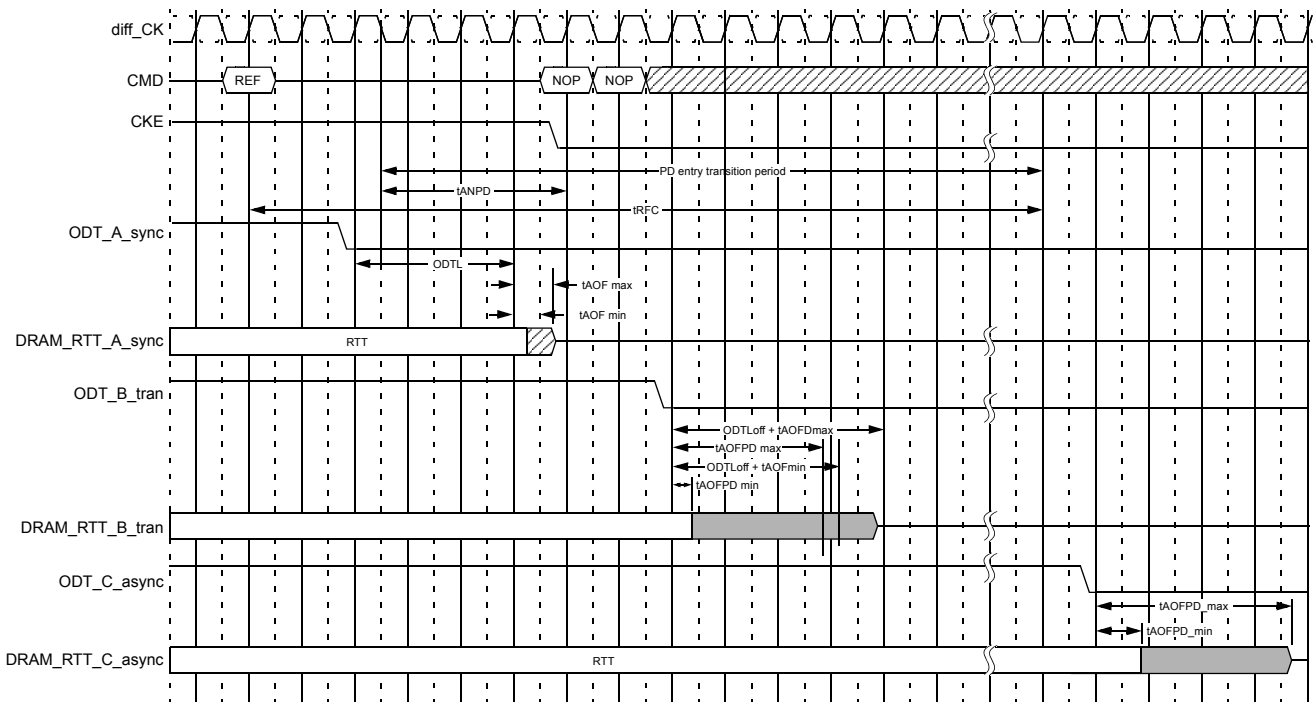 diff_CK
CMD REF NOP NOP
CKE
PD entry transition period
tANPD
tRFC
ODT_A_sync
ODTL
tAOF max
tAOF min
DRAM_RTT_A_sync RTT
ODT_B_tran
ODTLoff + tAOFDmax
tAOFPD max
ODTLoff + tAOFmin
tAOFPD min
DRAM_RTT_B_tran
ODT_C_async
tAOFPD_max
tAOFPD_min
DRAM_RTT_C_async RTT